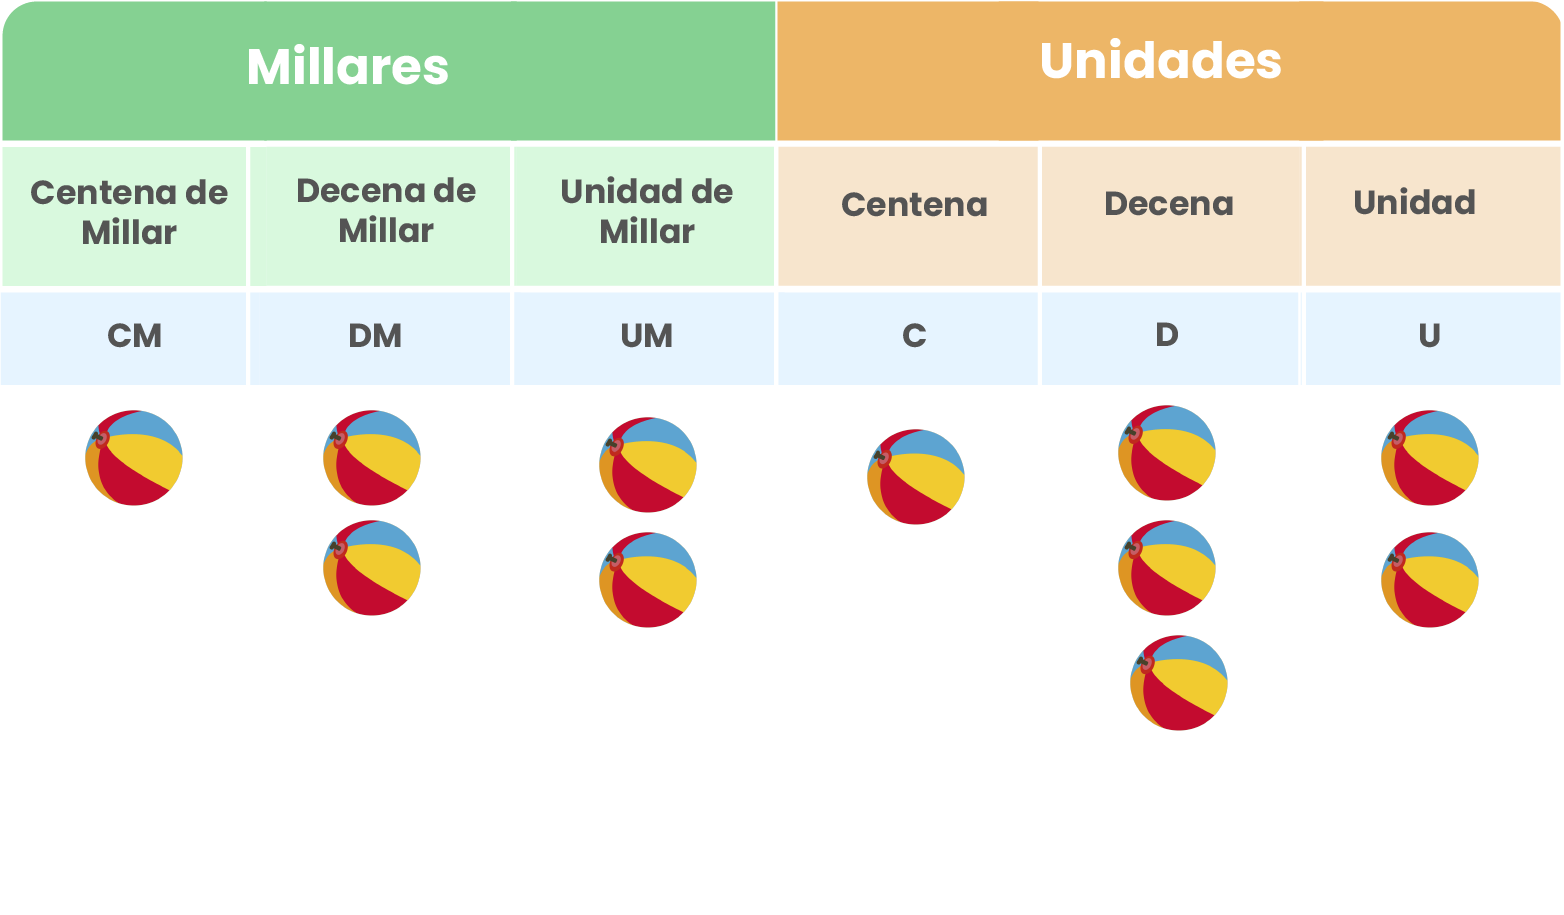 Millares
Unidades
Centena de
Millar
Decena de
Millar
Unidad de
Millar
Centena
Decena
Unidad
CM
DM
UM
C
D
U